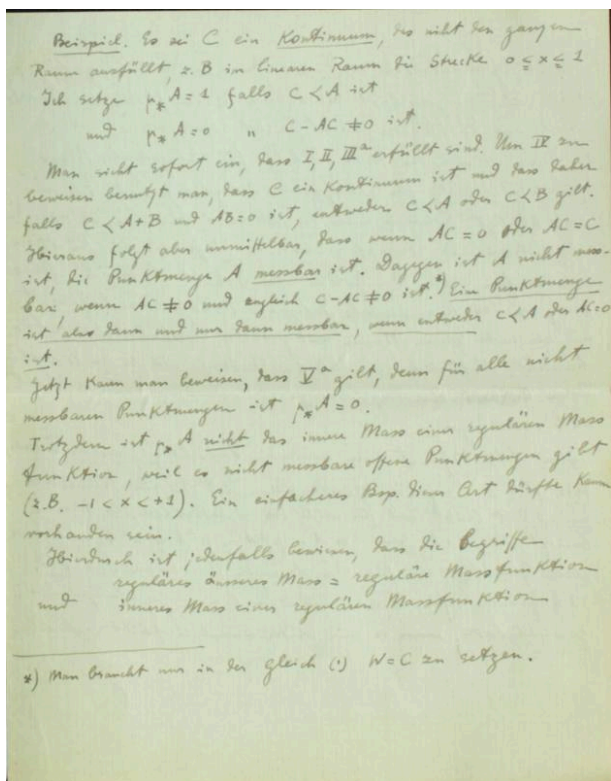 Beispiel. Es sei C ein Kontinuum, das nicht den ganzen
Raum ausfüllt, z. B in linearen Raum die Strecke 0 ≤ x ≤ 1
Ich setze μ⁎A = 1 falls C < A ist
und μ⁎A = 0 " C - AC ≠ 0 ist.
Man sieht sofort ein, dass I, II, IIIᵃ erfüllt sind. Um IV zu
beweisen benutzt man, dass C ein Kontinuum ist und dass daher
falls C < A + B und AB = 0 ist, entweder C < A oder C < B gilt.
Hieraus folgt aber unmittelbar, dass wenn AC = 0 oder AC = C
ist, die Punktmenge A messbar ist. Dagegen ist A nicht mess-
bar, wenn AC ≠ 0 und zugleich C - AC ≠ 0 ist.*) Eine Punktmenge
ist also dann und nur dann messbar, wenn entweder C < A oder AC = 0
ist.
Jetzt kann man beweisen, dass Vᵃ gilt, denn für alle nicht
messbaren Punktmengen ist μ⁎A = 0.
Trotzdem ist μ⁎A nicht das innere Mass einer regulären Mass
funktion, weil es nicht messbare offene Punktmengen gibt
(z. B. -1 < x < +1). Ein einfacheres Bsp. dieser Art dürfte kaum
vorhanden sein.
Hierdurch ist jedenfalls bewiesen, dass die Begriffe
reguläres äusseres Mass = reguläre Massfunktion
und inneres Mass einer regulären Massfunktion
*) Man braucht nur in der Gleich (1) W = C zu setzen.